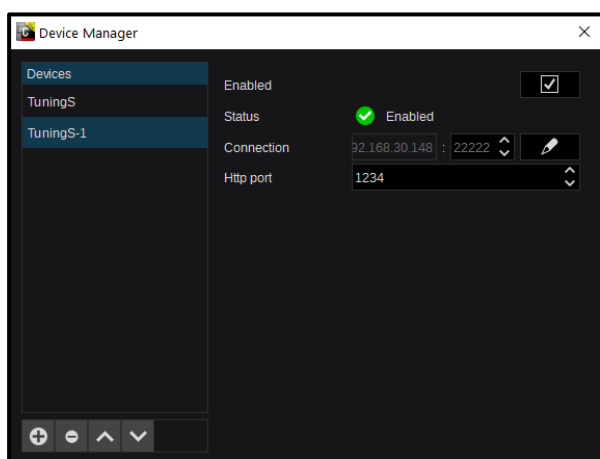 Device Manager
Devices
TuningS
TuningS-1
Enabled
Status Enabled
Connection 92.168.30.148 : 22222
Http port 1234